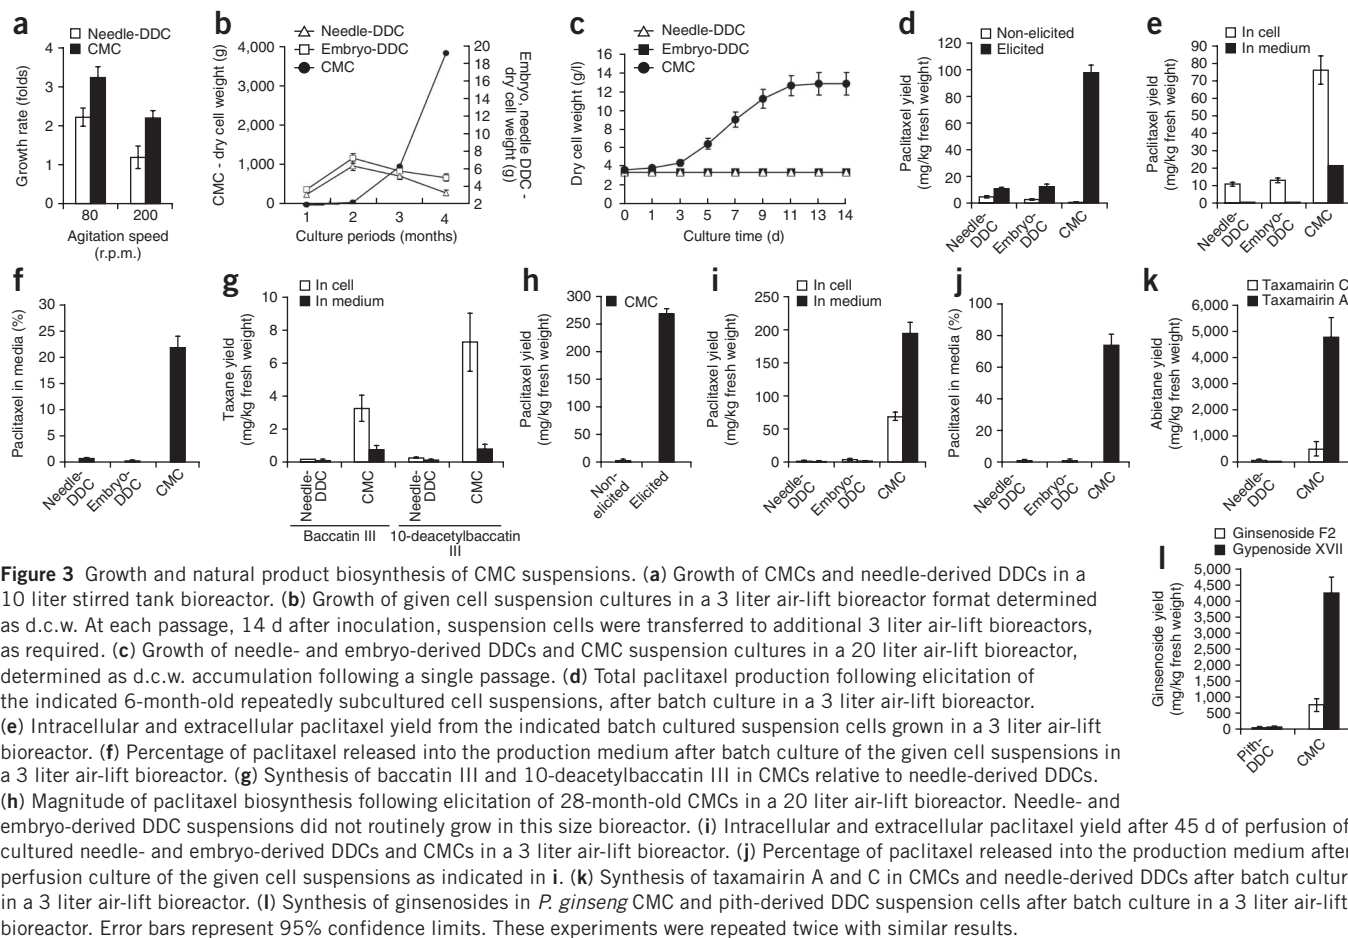 a
Needle-DDC
CMC
Growth rate (folds)
4
3
2
1
0
80
200
Agitation speed
(r.p.m.)
b
Needle-DDC
Embryo-DDC
CMC
CMC - dry cell weight (g)
4,000
3,000
2,000
1,000
0
20
18
16
14
12
10
8
6
4
2
Embryo, needle DDC -
dry cell weight (g)
1
2
3
4
Culture periods (months)
c
Needle-DDC
Embryo-DDC
CMC
Dry cell weight (g/l)
16
14
12
10
8
6
4
2
0
0
1
3
5
7
9
11
13
14
Culture time (d)
d
Non-elicited
Elicited
Paclitaxel yield
(mg/kg fresh weight)
120
100
80
60
40
20
0
Needle-
DDC
Embryo-
DDC
CMC
e
In cell
In medium
Paclitaxel yield
(mg/kg fresh weight)
90
80
70
60
50
40
30
20
10
0
Needle-
DDC
Embryo-
DDC
CMC
f
Paclitaxel in media (%)
30
25
20
15
10
5
0
Needle-
DDC
Embryo-
DDC
CMC
g
In cell
In medium
Taxane yield
(mg/kg fresh weight)
10
8
6
4
2
0
Needle-
DDC
CMC
Needle-
DDC
CMC
Baccatin III
10-deacetylbaccatin
III
h
CMC
Paclitaxel yield
(mg/kg fresh weight)
300
250
200
150
100
50
0
Non-
elicited
Elicited
i
In cell
In medium
Paclitaxel yield
(mg/kg fresh weight)
250
200
150
100
50
0
Needle-
DDC
Embryo-
DDC
CMC
j
Paclitaxel in media (%)
100
80
60
40
20
0
Needle-
DDC
Embryo-
DDC
CMC
k
Taxamairin C
Taxamairin A
Abietane yield
(mg/kg fresh weight)
6,000
5,000
4,000
3,000
2,000
1,000
0
Needle-
DDC
CMC
l
Ginsenoside F2
Gypenoside XVII
Ginsenoside yield
(mg/kg fresh weight)
5,000
4,500
4,000
3,500
3,000
2,500
2,000
1,500
1,000
500
0
Pith-
DDC
CMC
Figure 3 Growth and natural product biosynthesis of CMC suspensions. (a) Growth of CMCs and needle-derived DDCs in a
10 liter stirred tank bioreactor. (b) Growth of given cell suspension cultures in a 3 liter air-lift bioreactor format determined
as d.c.w. At each passage, 14 d after inoculation, suspension cells were transferred to additional 3 liter air-lift bioreactors,
as required. (c) Growth of needle- and embryo-derived DDCs and CMC suspension cultures in a 20 liter air-lift bioreactor,
determined as d.c.w. accumulation following a single passage. (d) Total paclitaxel production following elicitation of
the indicated 6-month-old repeatedly subcultured cell suspensions, after batch culture in a 3 liter air-lift bioreactor.
(e) Intracellular and extracellular paclitaxel yield from the indicated batch cultured suspension cells grown in a 3 liter air-lift
bioreactor. (f) Percentage of paclitaxel released into the production medium after batch culture of the given cell suspensions in
a 3 liter air-lift bioreactor. (g) Synthesis of baccatin III and 10-deacetylbaccatin III in CMCs relative to needle-derived DDCs.
(h) Magnitude of paclitaxel biosynthesis following elicitation of 28-month-old CMCs in a 20 liter air-lift bioreactor. Needle- and
embryo-derived DDC suspensions did not routinely grow in this size bioreactor. (i) Intracellular and extracellular paclitaxel yield after 45 d of perfusion of
cultured needle- and embryo-derived DDCs and CMCs in a 3 liter air-lift bioreactor. (j) Percentage of paclitaxel released into the production medium after
perfusion culture of the given cell suspensions as indicated in i. (k) Synthesis of taxamairin A and C in CMCs and needle-derived DDCs after batch cultur
in a 3 liter air-lift bioreactor. (l) Synthesis of ginsenosides in P. ginseng CMC and pith-derived DDC suspension cells after batch culture in a 3 liter air-lift
bioreactor. Error bars represent 95% confidence limits. These experiments were repeated twice with similar results.